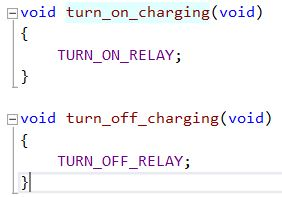 void turn_on_charging(void)
{
TURN_ON_RELAY;
}
void turn_off_charging(void)
{
TURN_OFF_RELAY;
}